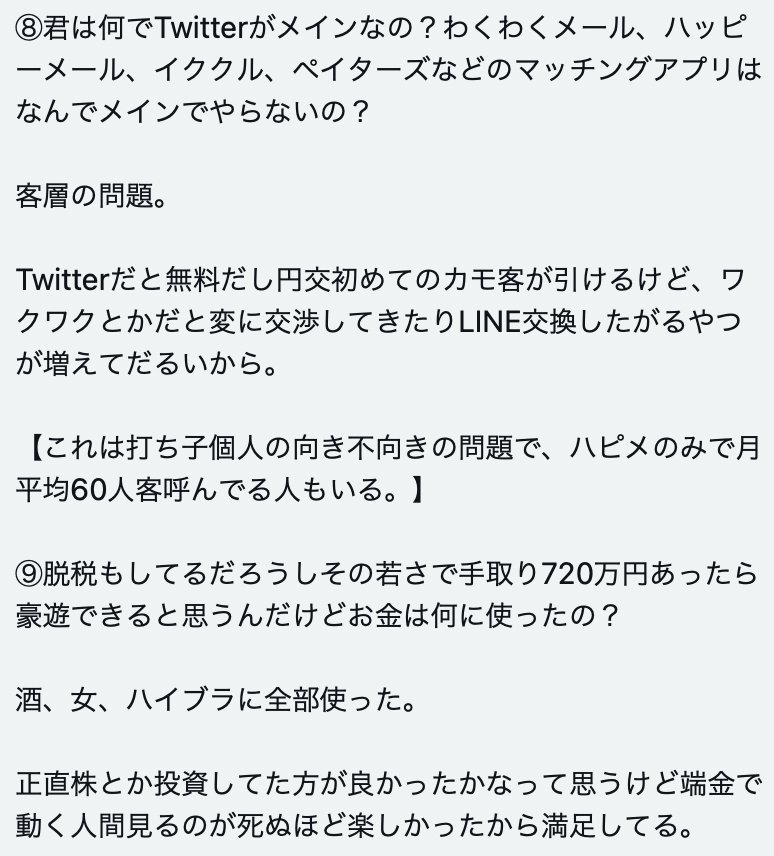 ⑧君は何でTwitterがメインなの？わくわくメール、ハッピ
ーメール、イククル、ペイターズなどのマッチングアプリは
なんでメインでやらないの？
客層の問題。
Twitterだと無料だし円交初めてのカモ客が引けるけど、ワ
クワクとかだと変に交渉してきたりLINE交換したがるやつ
が増えてだるいから。
【これは打ち子個人の向き不向きの問題で、ハピメのみで月
平均60人客呼んでる人もいる。】
⑨脱税もしてるだろうしその若さで手取り720万円あったら
豪遊できると思うんだけどお金は何に使ったの？
酒、女、ハイブラに全部使った。
正直株とか投資してた方が良かったかなって思うけど端金で
動く人間見るのが死ぬほど楽しかったから満足してる。